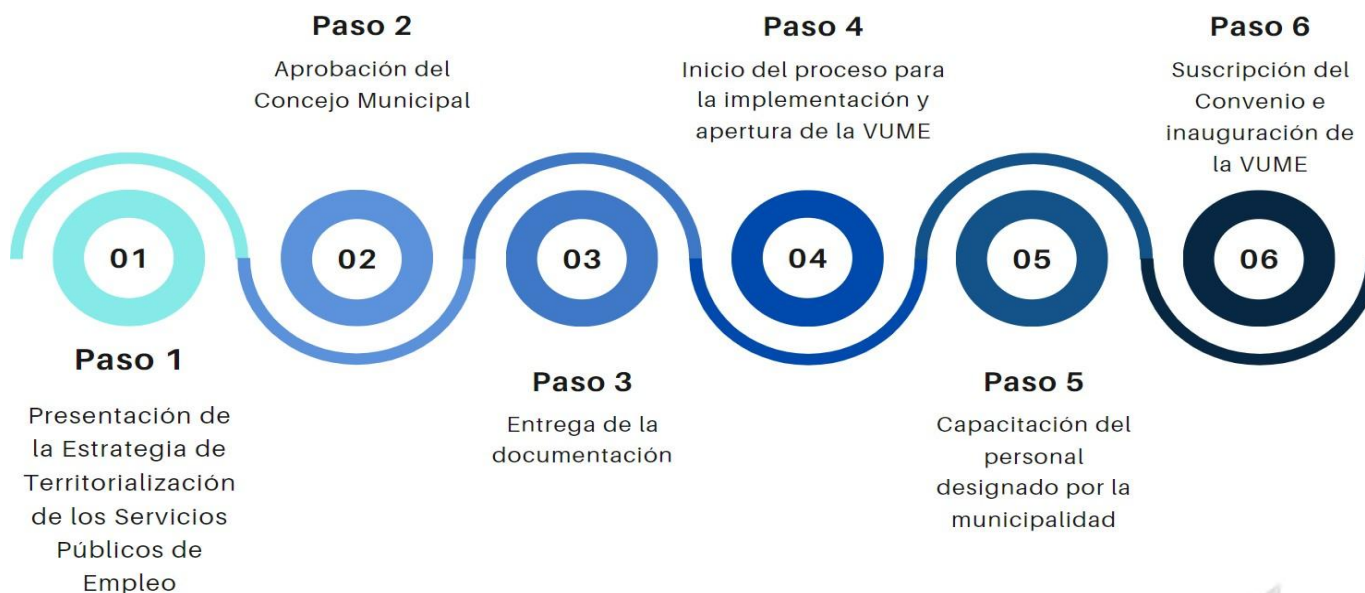 Paso 1
Presentación de
la Estrategia de
Territorialización
de los Servicios
Públicos de
Empleo
01
Paso 2
Aprobación del
Concejo Municipal
02
03
Paso 3
Entrega de la
documentación
Paso 4
Inicio del proceso para
la implementación y
apertura de la VUME
04
05
Paso 5
Capacitación del
personal
designado por la
municipalidad
Paso 6
Suscripción del
Convenio e
inauguración de
la VUME
06